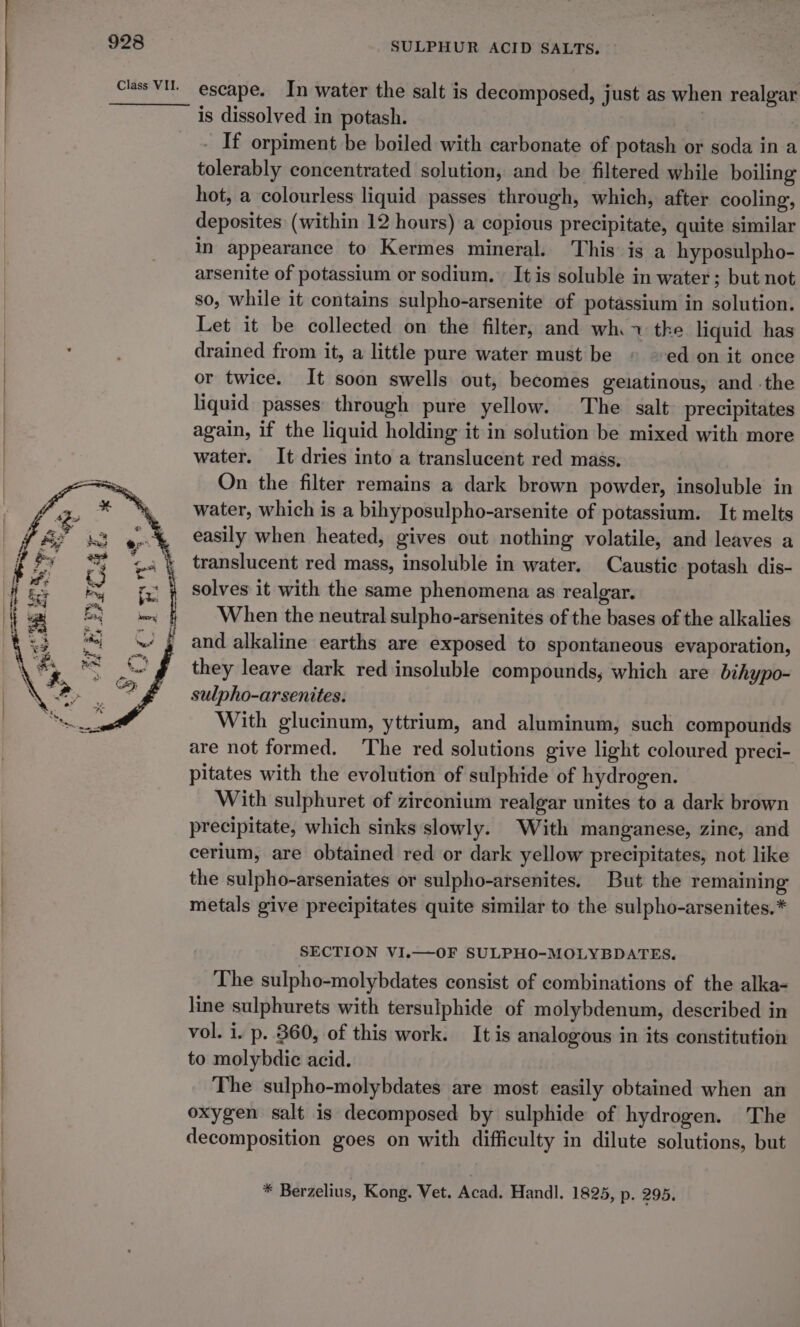 928
SULPHUR ACID SALTS.
Class VII.
escape. In water the salt is decomposed, just as when realgar
is dissolved in potash.
If orpiment be boiled with carbonate of potash or soda in a
tolerably concentrated solution, and be filtered while boiling
hot, a colourless liquid passes through, which, after cooling,
deposites (within 12 hours) a copious precipitate, quite similar
in appearance to Kermes mineral. This is a hyposulpho-
arsenite of potassium or sodium. It is soluble in water; but not
so, while it contains sulpho-arsenite of potassium in solution.
Let it be collected on the filter, and the liquid has
drained from it, a little pure water must be on it once
or twice. It soon swells out, becomes gelatinous, and the
liquid passes through pure yellow. The salt precipitates
again, if the liquid holding it in solution be mixed with more
water. It dries into a translucent red mass.
On the filter remains a dark brown powder, insoluble in
water, which is a bihyposulpho-arsenite of potassium. It melts
easily when heated, gives out nothing volatile, and leaves a
translucent red mass, insoluble in water. Caustic potash dis-
solves it with the same phenomena as realgar.
When the neutral sulpho-arsenites of the bases of the alkalies
and alkaline earths are exposed to spontaneous evaporation,
they leave dark red insoluble compounds, which are bihypo-
sulpho-arsenites.
With glucinum, yttrium, and aluminum, such compounds
are not formed. The red solutions give light coloured preci-
pitates with the evolution of sulphide of hydrogen.
With sulphuret of zirconium realgar unites to a dark brown
precipitate, which sinks slowly. With manganese, zinc, and
cerium, are obtained red or dark yellow precipitates, not like
the sulpho-arseniates or sulpho-arsenites. But the remaining
metals give precipitates quite similar to the sulpho-arsenites.*
SECTION VI.—OF SULPHO-MOLYBDATES.
The sulpho-molybdates consist of combinations of the alka-
line sulphurets with tersulphide of molybdenum, described in
vol. i. p. 360, of this work. It is analogous in its constitution
to molybdic acid.
The sulpho-molybdates are most easily obtained when an
oxygen salt is decomposed by sulphide of hydrogen. The
decomposition goes on with difficulty in dilute solutions, but
* Berzelius, Kong. Vet. Acad. Handl. 1825, p. 295.